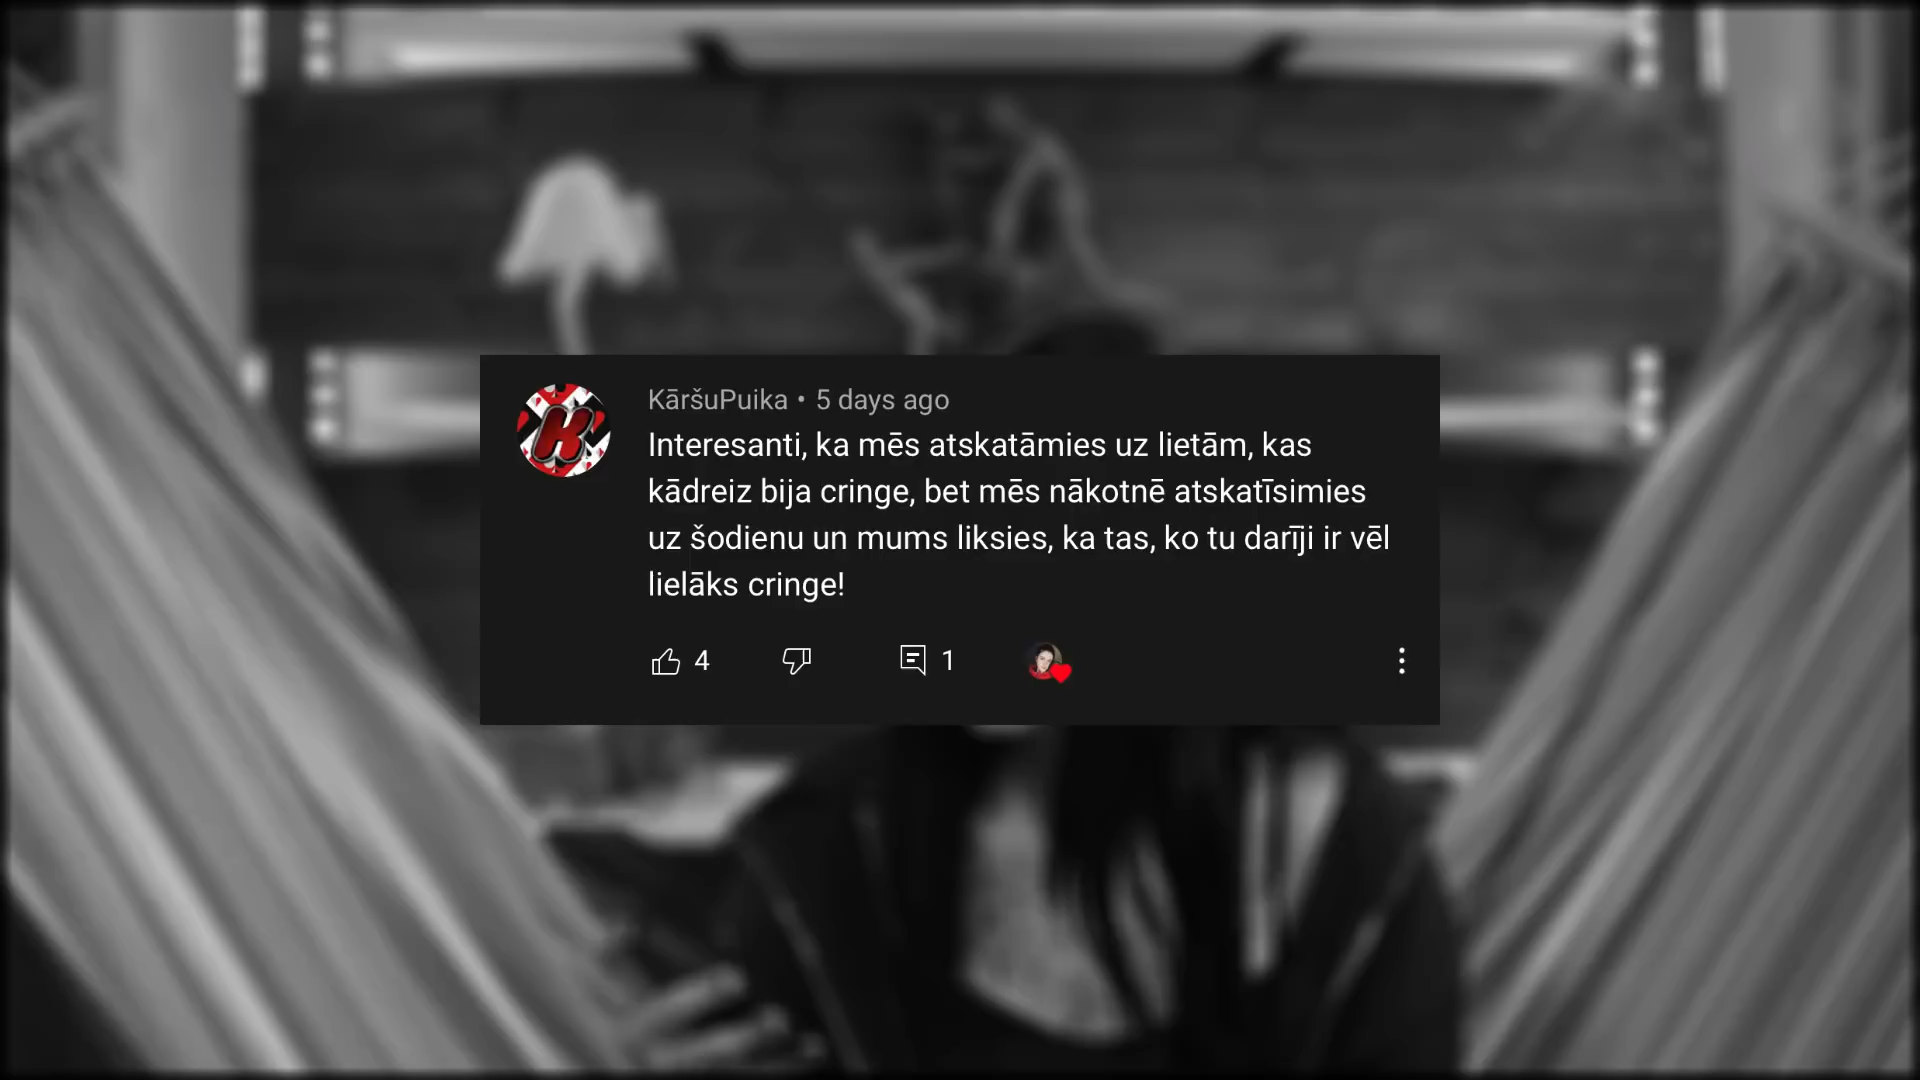 KāršuPuika • 5 days ago
Interesanti, ka mēs atskatāmies uz lietām, kas
kādreiz bija cringe, bet mēs nākotnē atskatīsimies
uz šodienu un mums liksies, ka tas, ko tu darīji ir vēl
lielāks cringe!
4 1
K